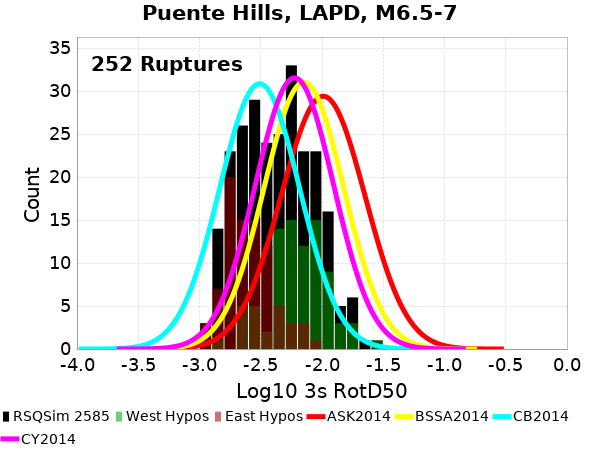 Puente Hills, LAPD, M6.5-7
252 Ruptures
35
30
25
20
15
10
5
0
Count
-4.0 -3.5 -3.0 -2.5 -2.0 -1.5 -1.0 -0.5 0.0
Log10 3s RotD50
RSQSim 2585 West Hypos East Hypos ASK2014 BSSA2014 CB2014
CY2014